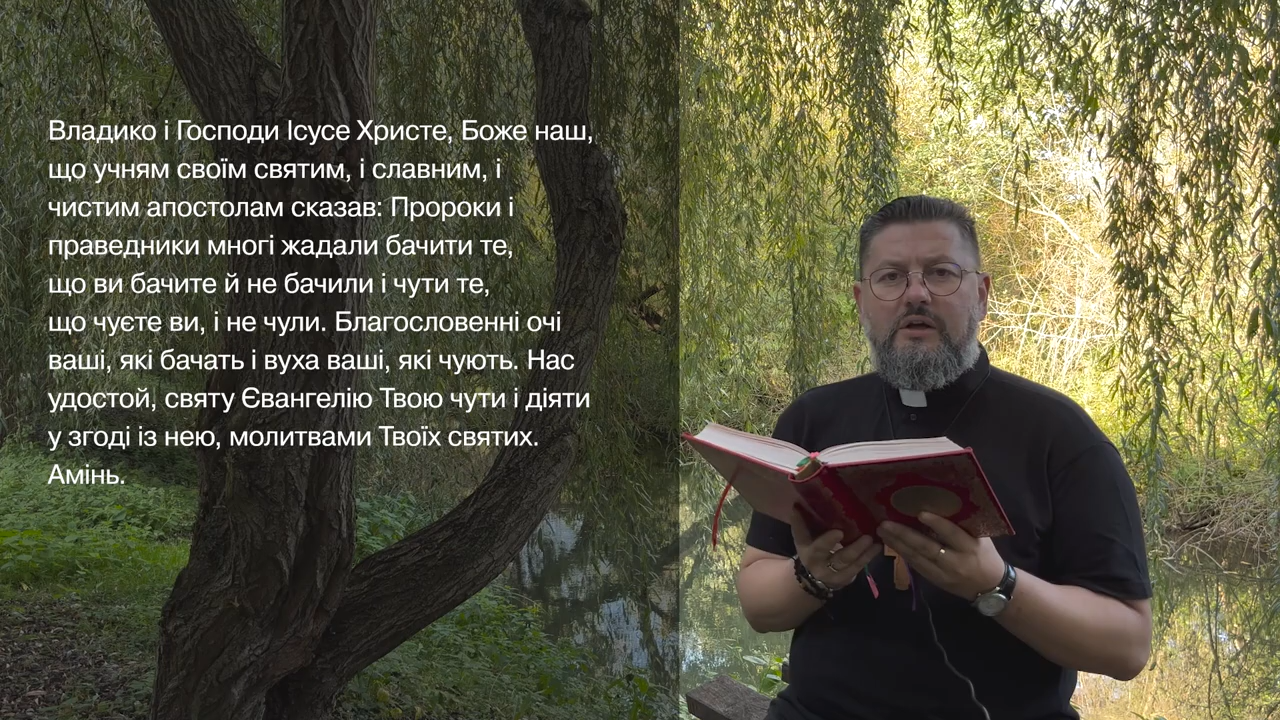 Владико і Господи Ісусе Христе, Боже наш,
що учням своїм святим, і славним, і
чистим апостолам сказав: Пророки і
праведники многі жадали бачити те,
що ви бачите й не бачили і чути те,
що чуєте ви, і не чули. Благословенні очі
ваші, які бачать і вуха ваші, які чують. Нас
удостой, святу Євангелію Твою чути і діяти
у згоді із нею, молитвами Твоїх святих.
Амінь.